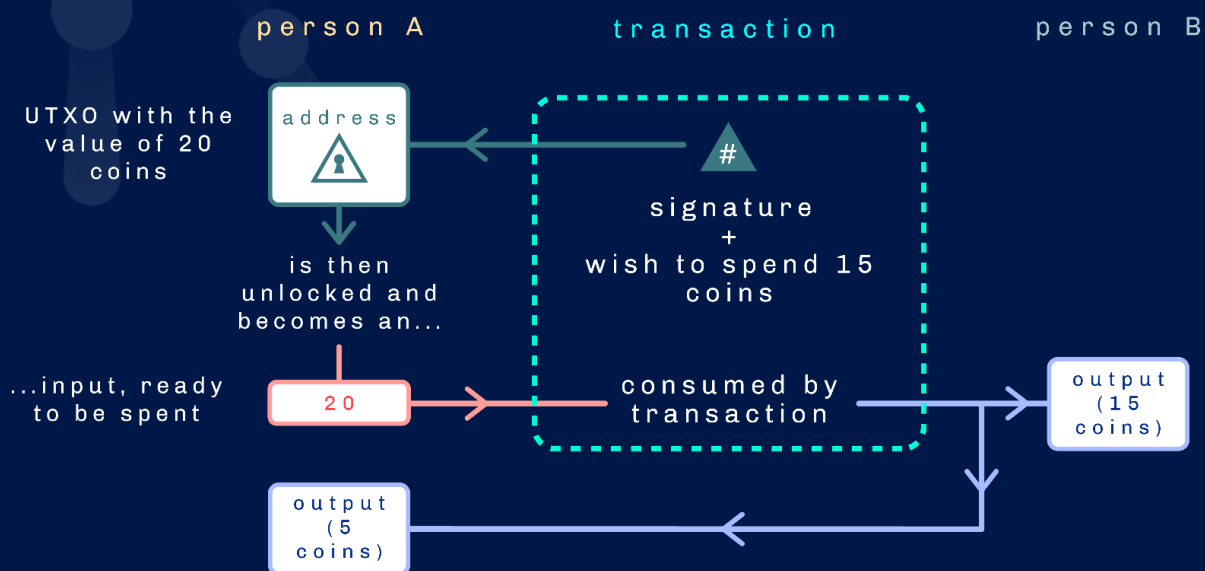 person A
transaction
person B
UTXO with the
value of 20
coins
address
#
signature
+
wish to spend 15
coins
is then
unlocked and
becomes an...
...input, ready
to be spent
20
consumed by
transaction
output
(15
coins)
output
(5
coins)